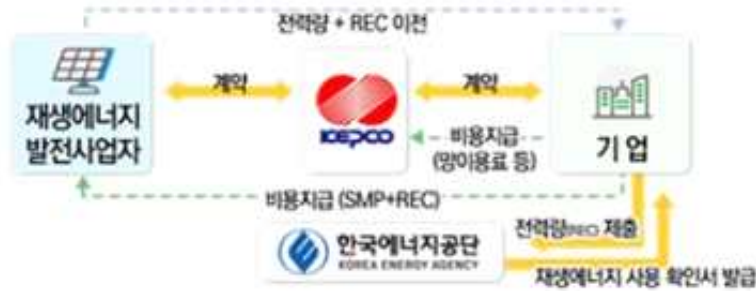 전력량 + REC 이전
재생에너지
발전사업자
계약
KEPCO
계약
기업
비용지급
(망이용료 등)
비용지급 (SMP+REC)
전력량(REC) 제출
한국에너지공단
KOREA ENERGY AGENCY
재생에너지 사용 확인서 발급